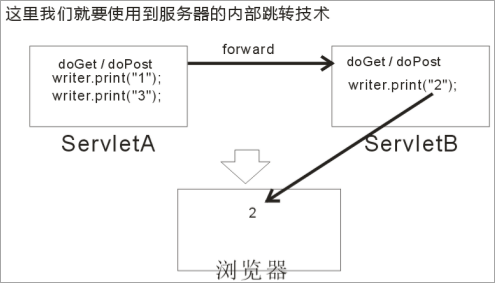 这里我们就要使用到服务器的内部跳转技术
doGet / doPost
writer.print("1");
writer.print("3");
ServletA
forward
doGet / doPost
writer.print("2");
ServletB
2
浏览器